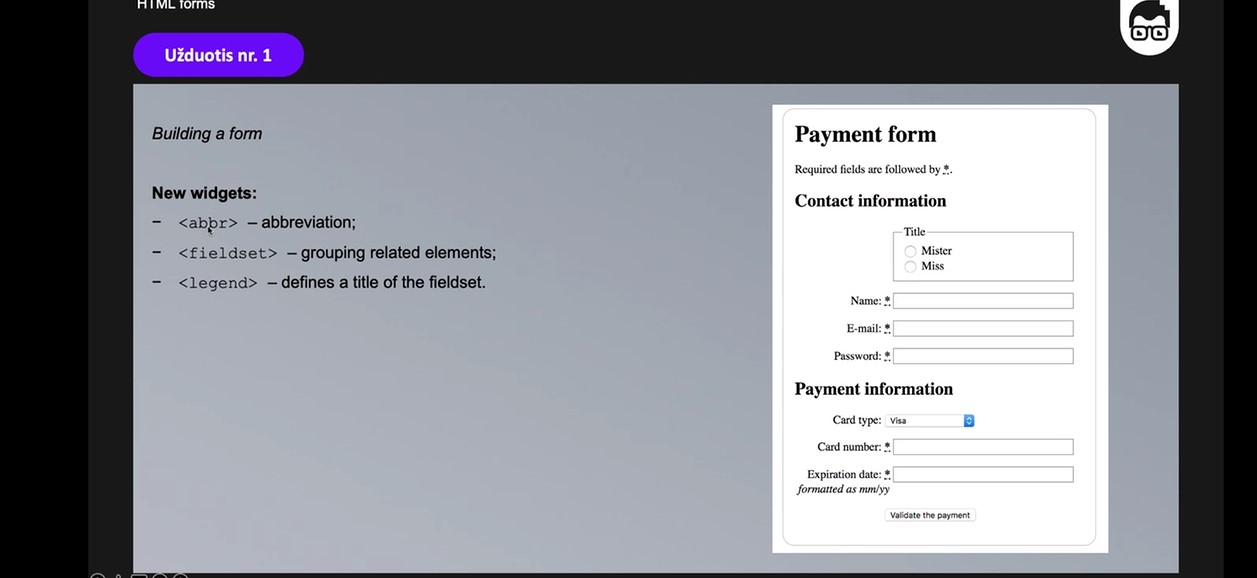 HTML forms
Užduotis nr. 1
Building a form
New widgets:
- <abbr> – abbreviation;
- <fieldset> – grouping related elements;
- <legend> – defines a title of the fieldset.
Payment form
Required fields are followed by *.
Contact information
Title
Mister
Miss
Name: *
E-mail: *
Password: *
Payment information
Card type: Visa
Card number: *
Expiration date: *
formatted as mm/yy
Validate the payment